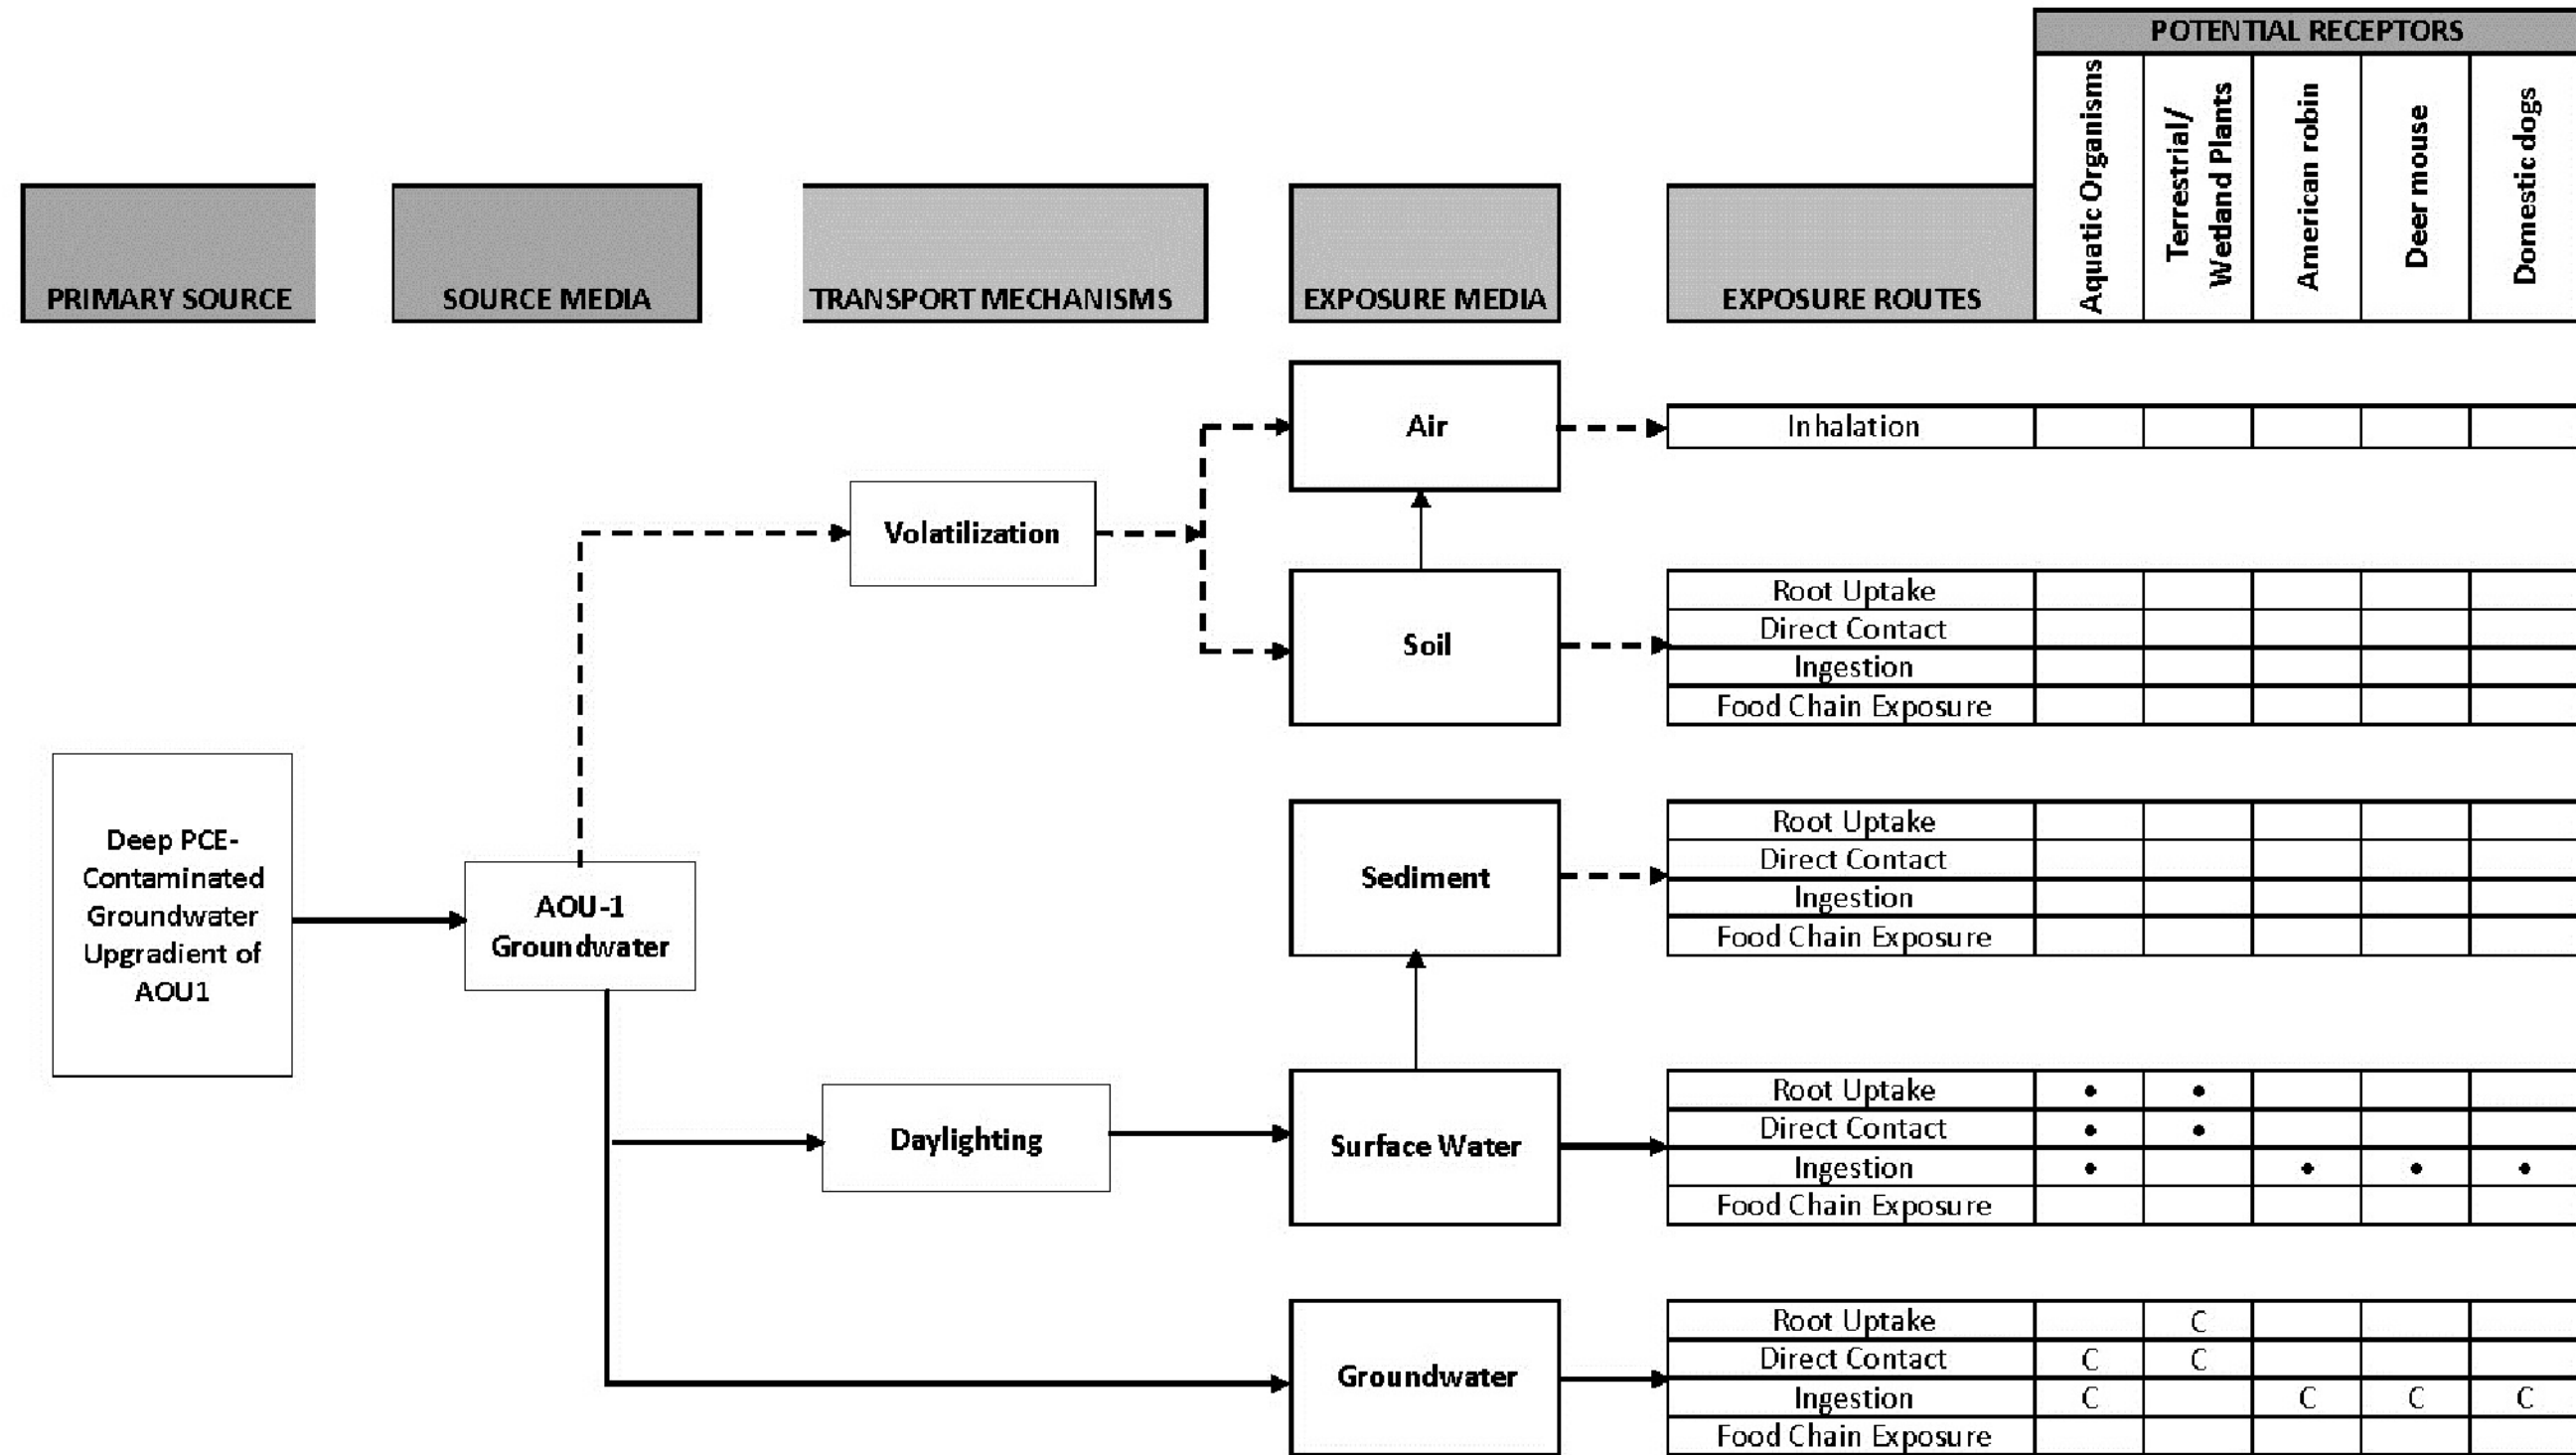 POTENTIAL RECEPTORS
Aquatic Organisms
Terrestrial/
Wetland Plants
American robin
Deer mouse
Domestic dogs
PRIMARY SOURCE
SOURCE MEDIA
TRANSPORT MECHANISMS
EXPOSURE MEDIA
EXPOSURE ROUTES
Air
Inhalation
Volatilization
Soil
Root Uptake
Direct Contact
Ingestion
Food Chain Exposure
Deep PCE-
Contaminated
Groundwater
Upgradient of
AOU1
AOU-1
Groundwater
Sediment
Root Uptake
Direct Contact
Ingestion
Food Chain Exposure
Daylighting
Surface Water
Root Uptake • •
Direct Contact • •
Ingestion • • • •
Food Chain Exposure
Groundwater
Root Uptake C
Direct Contact C C
Ingestion C C C C
Food Chain Exposure